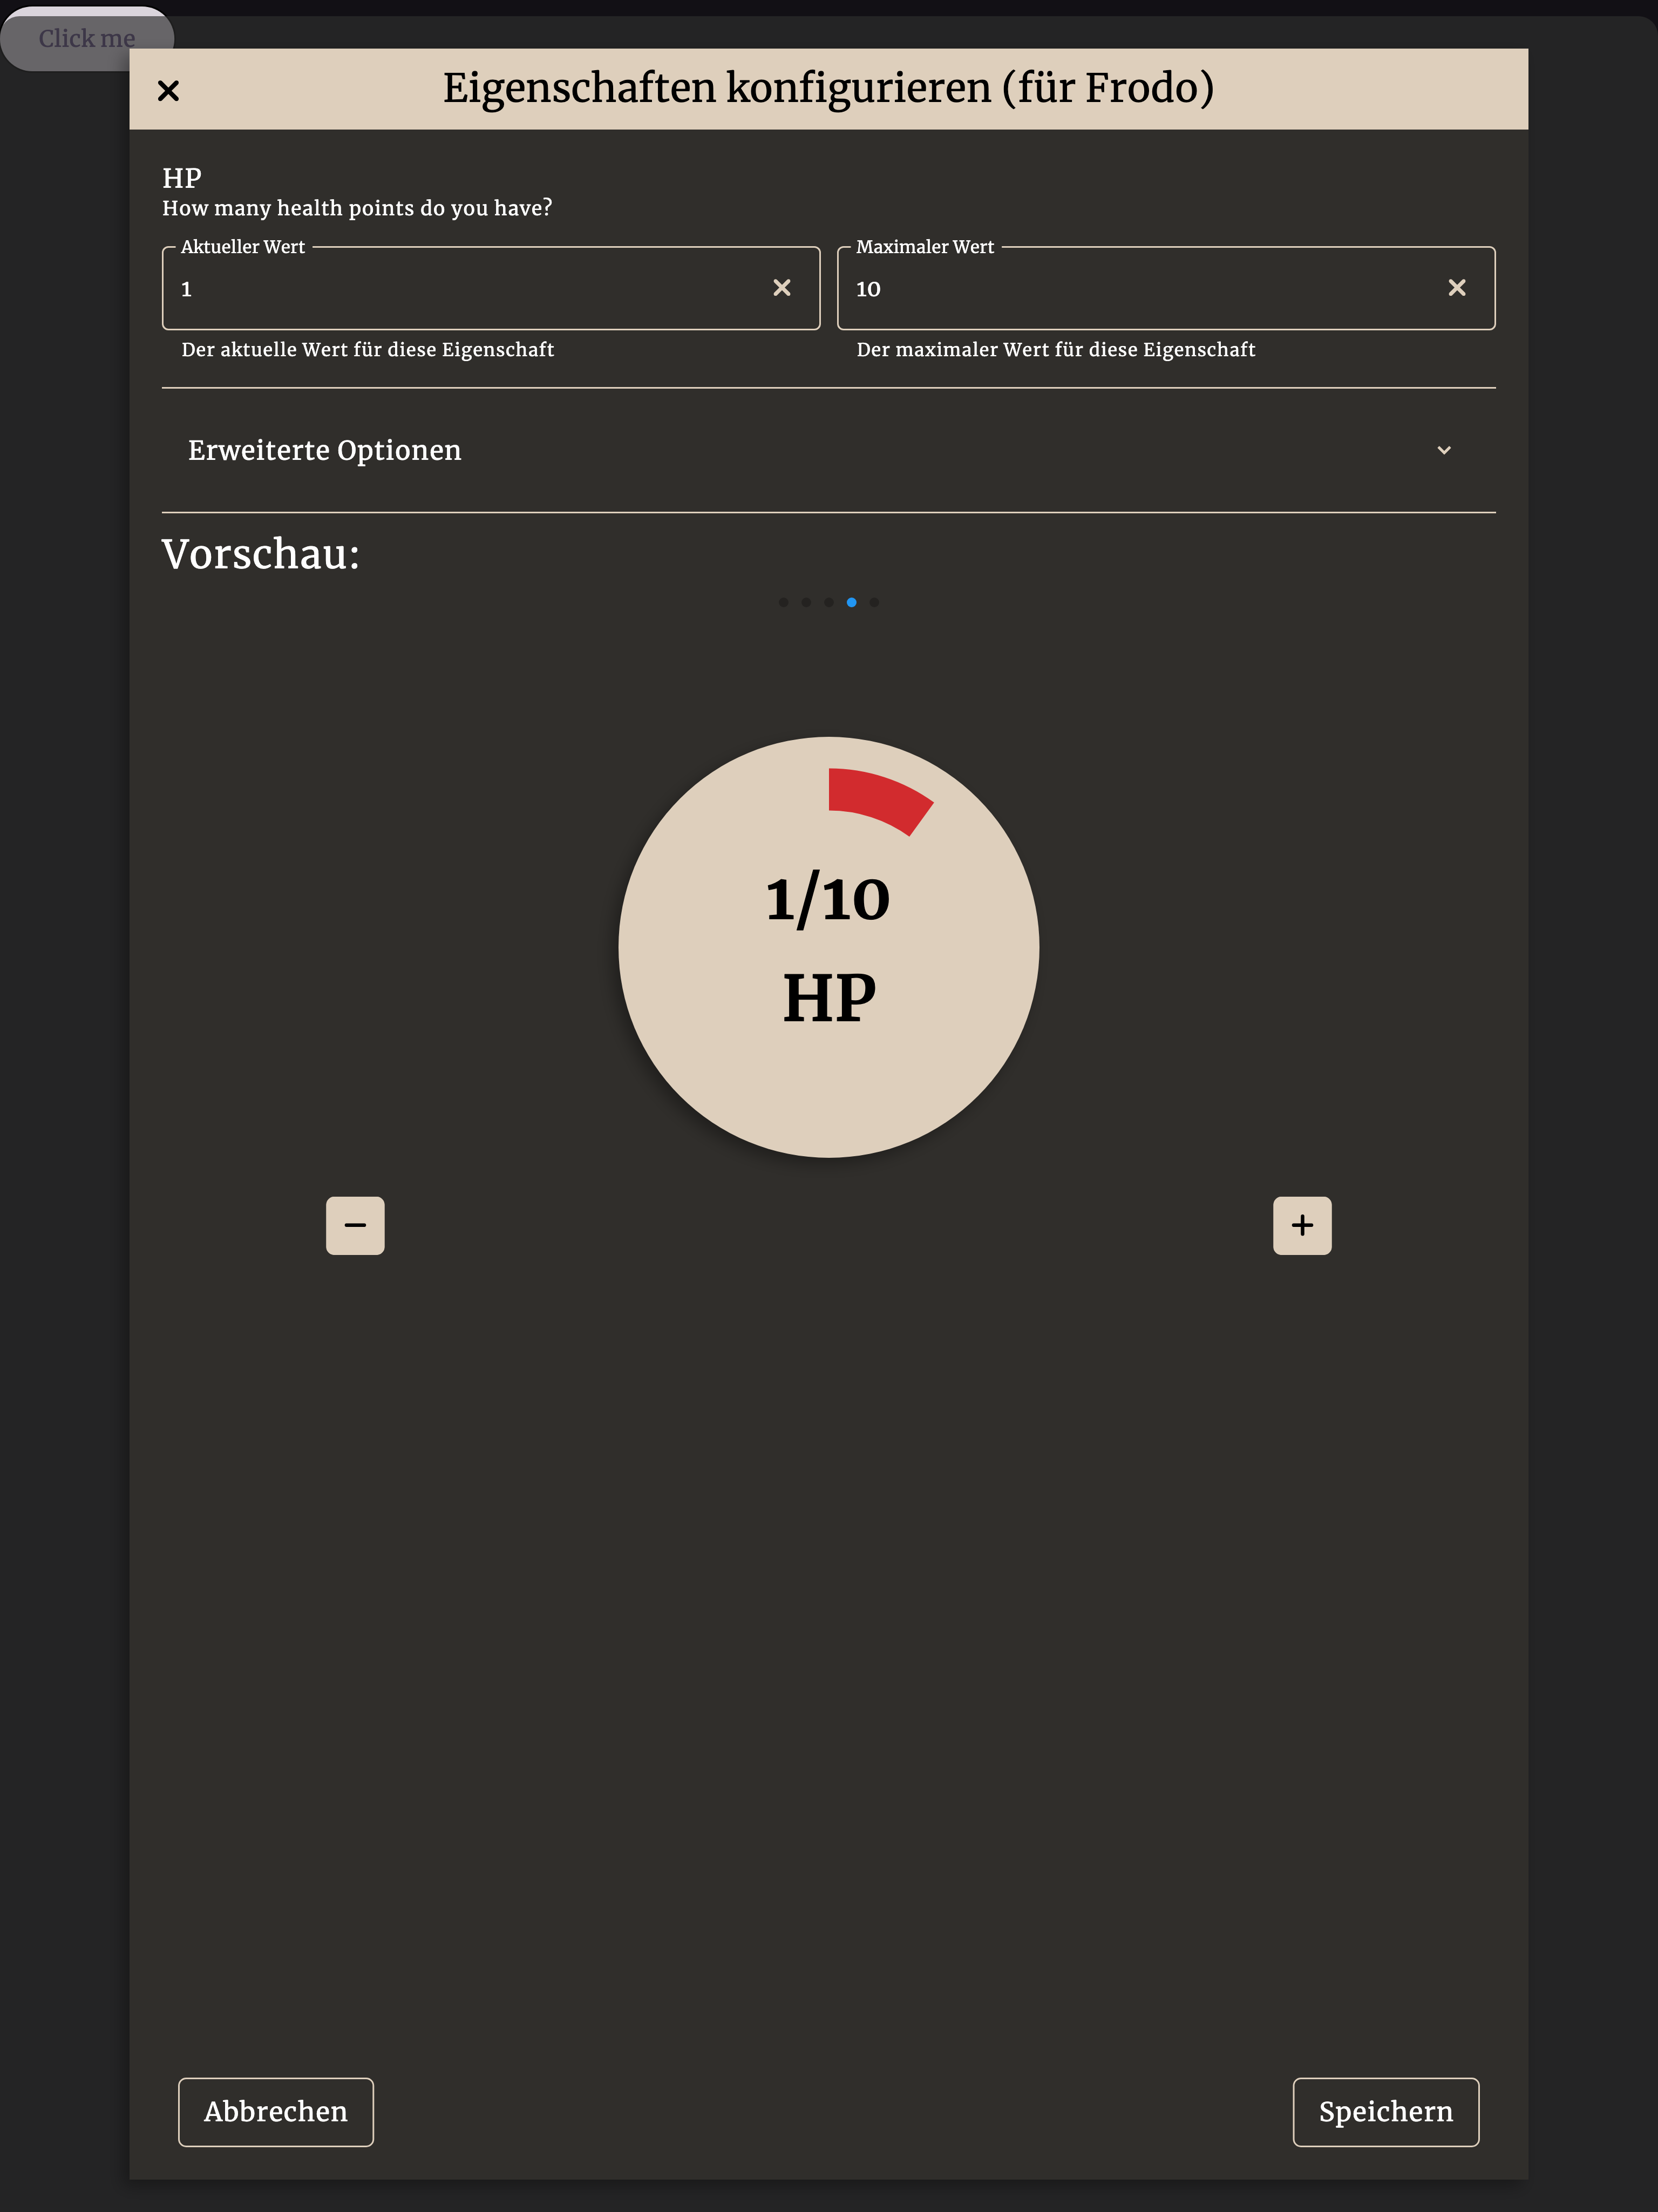 Click me
Eigenschaften konfigurieren (für Frodo)
HP
How many health points do you have?
Aktueller Wert
1
Der aktuelle Wert für diese Eigenschaft
Maximaler Wert
10
Der maximaler Wert für diese Eigenschaft
Erweiterte Optionen
Vorschau:
1/10
HP
Abbrechen
Speichern